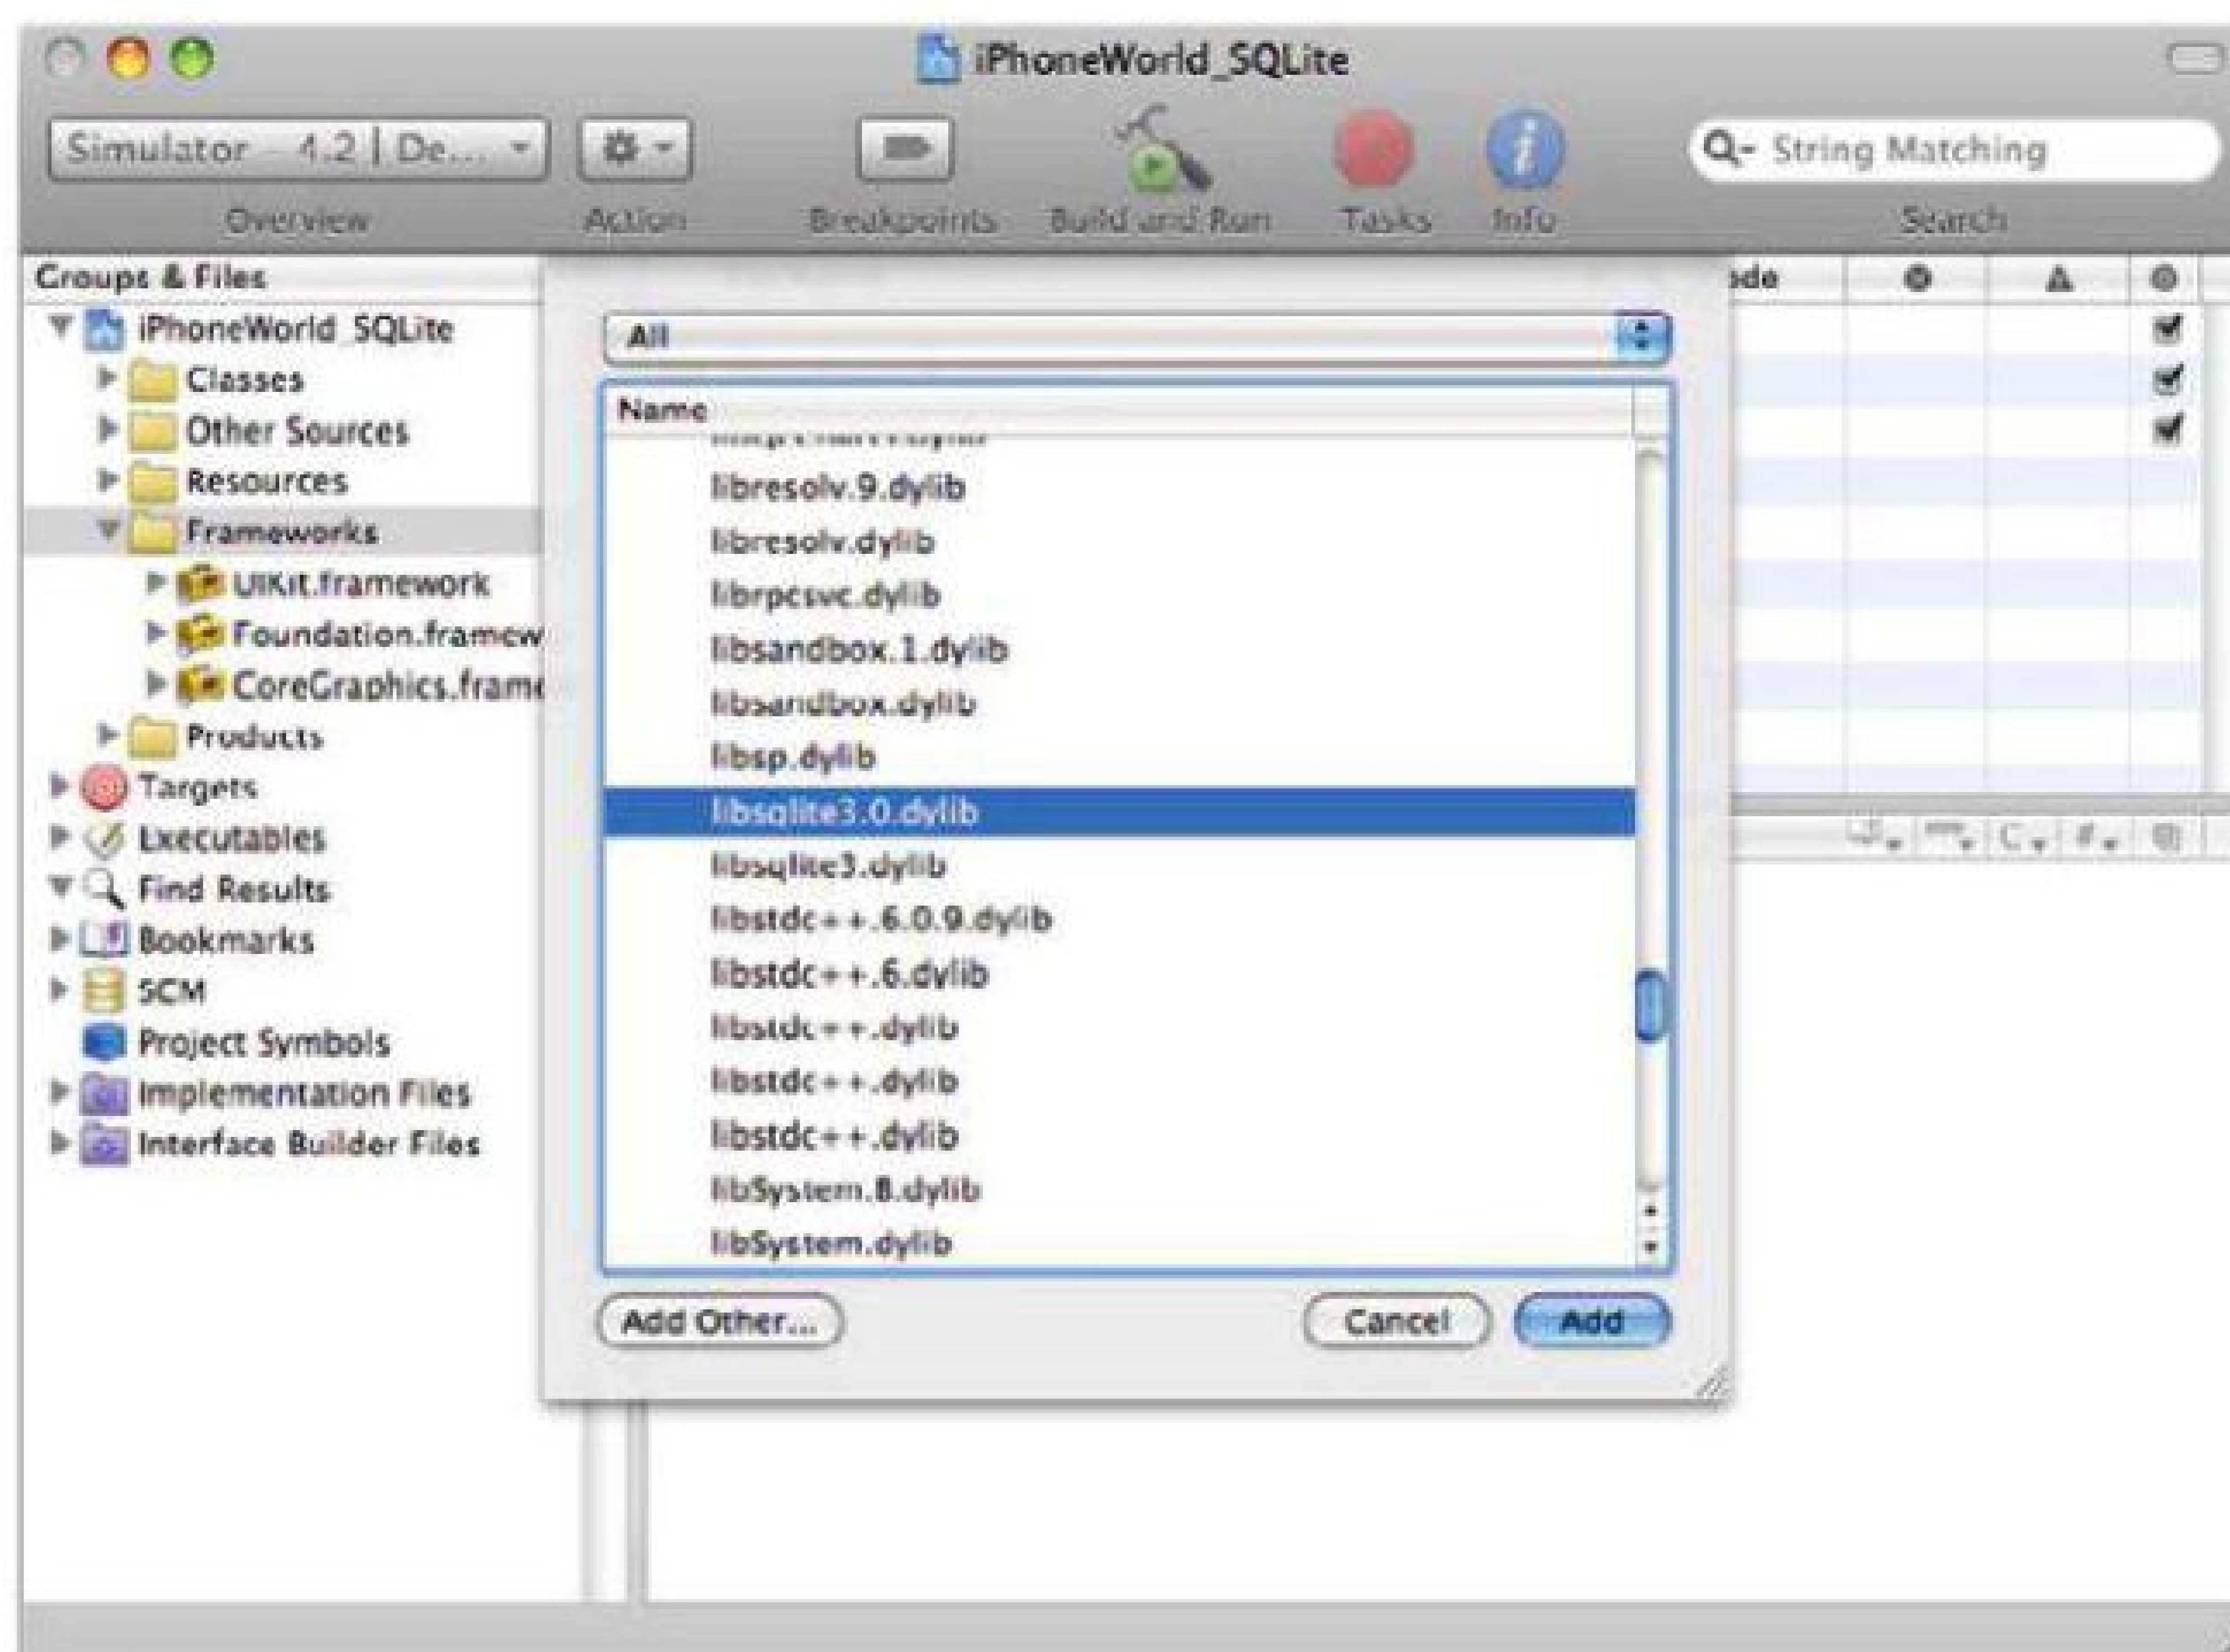 iPhoneWorld_SQLite
Simulator - 4.2 | De...
String Matching
Overview
Action
Breakpoints
Build and Run
Tasks
Info
Search
Groups & Files
iPhoneWorld_SQLite
Classes
Other Sources
Resources
Frameworks
UIKit.framework
Foundation.framew
CoreGraphics.frame
Products
Targets
Executables
Find Results
Bookmarks
SCM
Project Symbols
Implementation Files
Interface Builder Files
All
Name
libresolv.9.dylib
libresolv.dylib
librpcsvc.dylib
libsandbox.1.dylib
libsandbox.dylib
libsp.dylib
libsqlite3.0.dylib
libsqlite3.dylib
libstdc++.6.0.9.dylib
libstdc++.6.dylib
libstdc++.dylib
libstdc++.dylib
libstdc++.dylib
libSystem.B.dylib
libSystem.dylib
Add Other...
Cancel
Add
ode